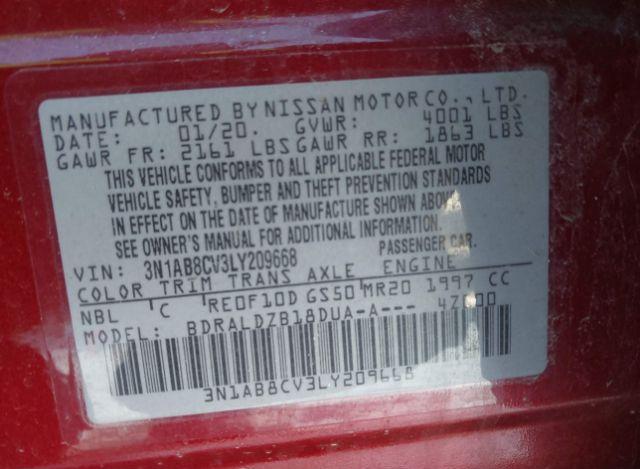 MANUFACTURED BY NISSAN MOTOR CO., LTD.
DATE: 01/20. GVWR: 4001 LBS
GAWR FR: 2161 LBS GAWR RR: 1863 LBS
THIS VEHICLE CONFORMS TO ALL APPLICABLE FEDERAL MOTOR
VEHICLE SAFETY, BUMPER AND THEFT PREVENTION STANDARDS
IN EFFECT ON THE DATE OF MANUFACTURE SHOWN ABOVE.
SEE OWNER'S MANUAL FOR ADDITIONAL INFORMATION.
VIN: 3N1AB8CV3LY209668 PASSENGER CAR.
COLOR TRIM TRANS AXLE ENGINE
NBL C RE0F10D GS50 MR20 1997 CC
MODEL: BDRALDZB18DUA-A---
3N1AB8CV3LY209668